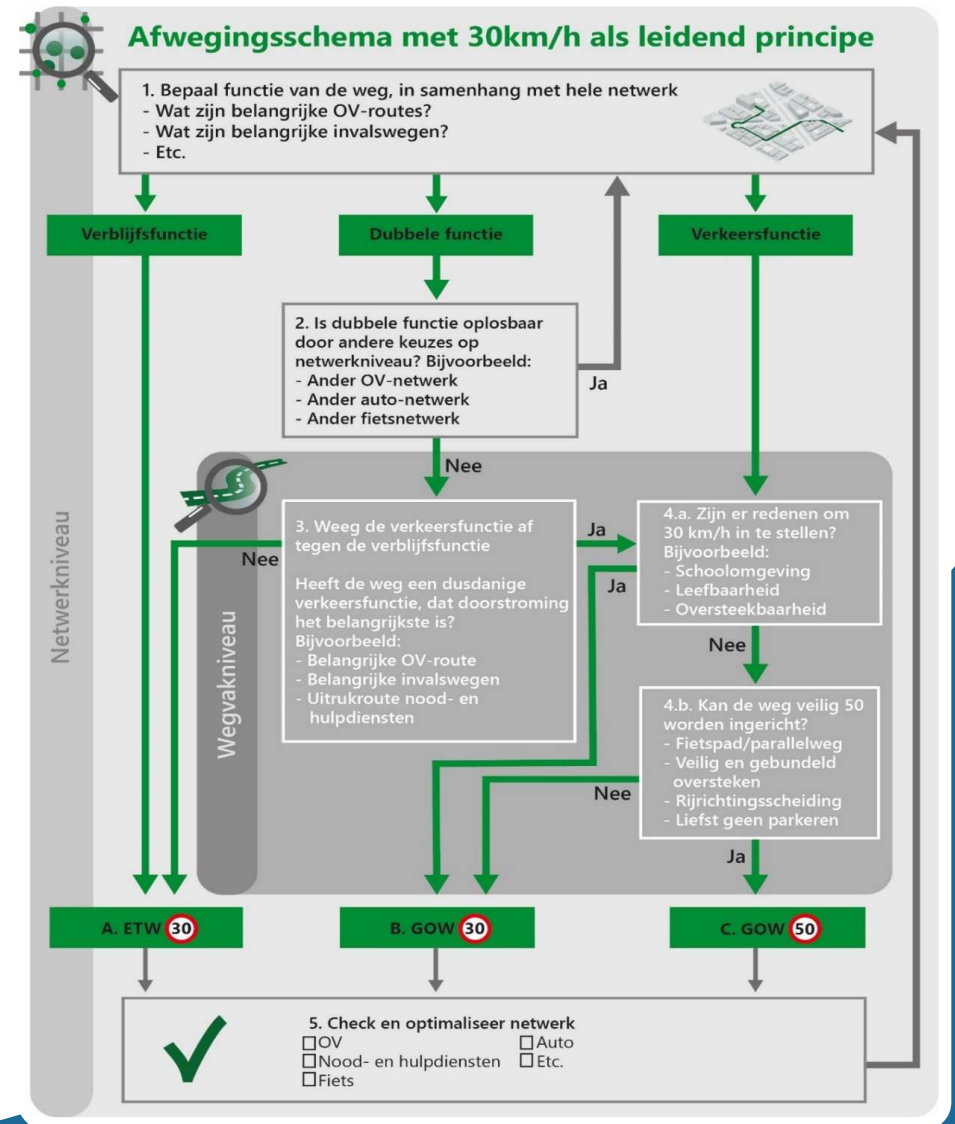 Afwegingsschema met 30km/h als leidend principe
1. Bepaal functie van de weg, in samenhang met hele netwerk
- Wat zijn belangrijke OV-routes?
- Wat zijn belangrijke invalswegen?
- Etc.
Verblijfsfunctie
Dubbele functie
Verkeersfunctie
2. Is dubbele functie oplosbaar
door andere keuzes op
netwerkniveau? Bijvoorbeeld:
- Ander OV-netwerk
- Ander auto-netwerk
- Ander fietsnetwerk
Ja
Nee
Netwerkniveau
Wegvakniveau
3. Weeg de verkeersfunctie af
tegen de verblijfsfunctie
Heeft de weg een dusdanige
verkeersfunctie, dat doorstroming
het belangrijkste is?
Bijvoorbeeld:
- Belangrijke OV-route
- Belangrijke invalswegen
- Uitrukroute nood- en
hulpdiensten
Nee
Ja
4.a. Zijn er redenen om
30 km/h in te stellen?
Bijvoorbeeld:
- Schoolomgeving
- Leefbaarheid
- Oversteekbaarheid
Ja
Nee
4.b. Kan de weg veilig 50
worden ingericht?
- Fietspad/parallelweg
- Veilig en gebundeld
oversteken
- Rijrichtingsscheiding
- Liefst geen parkeren
Nee
Ja
A. ETW 30
B. GOW 30
C. GOW 50
5. Check en optimaliseer netwerk
OV
Auto
Nood- en hulpdiensten
Etc.
Fiets